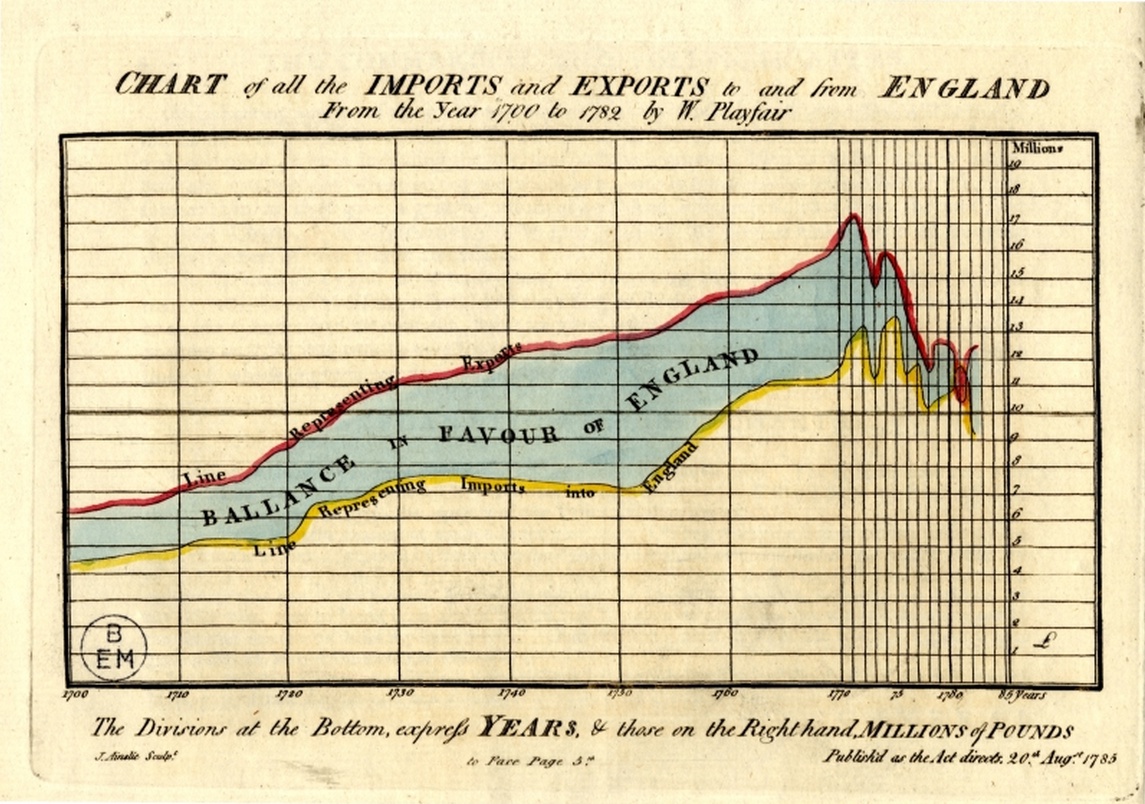 CHART of all the IMPORTS and EXPORTS to and from ENGLAND
From the Year 1700 to 1782 by W. Playfair
Millions
19
18
17
16
15
14
13
12
11
10
9
8
7
6
5
4
3
2
1
£
Line Representing Exports
BALLANCE IN FAVOUR OF ENGLAND
Line Representing Imports into England
B
EM
1700 1710 1720 1730 1740 1750 1760 1770 75 1780 85 Years
The Divisions at the Bottom, expreſs YEARS, & those on the Right hand, MILLIONS of POUNDS
J. Ainslie Sculpt.
to Face Page 5th
Publish'd as the Act directs, 20th Augt. 1785